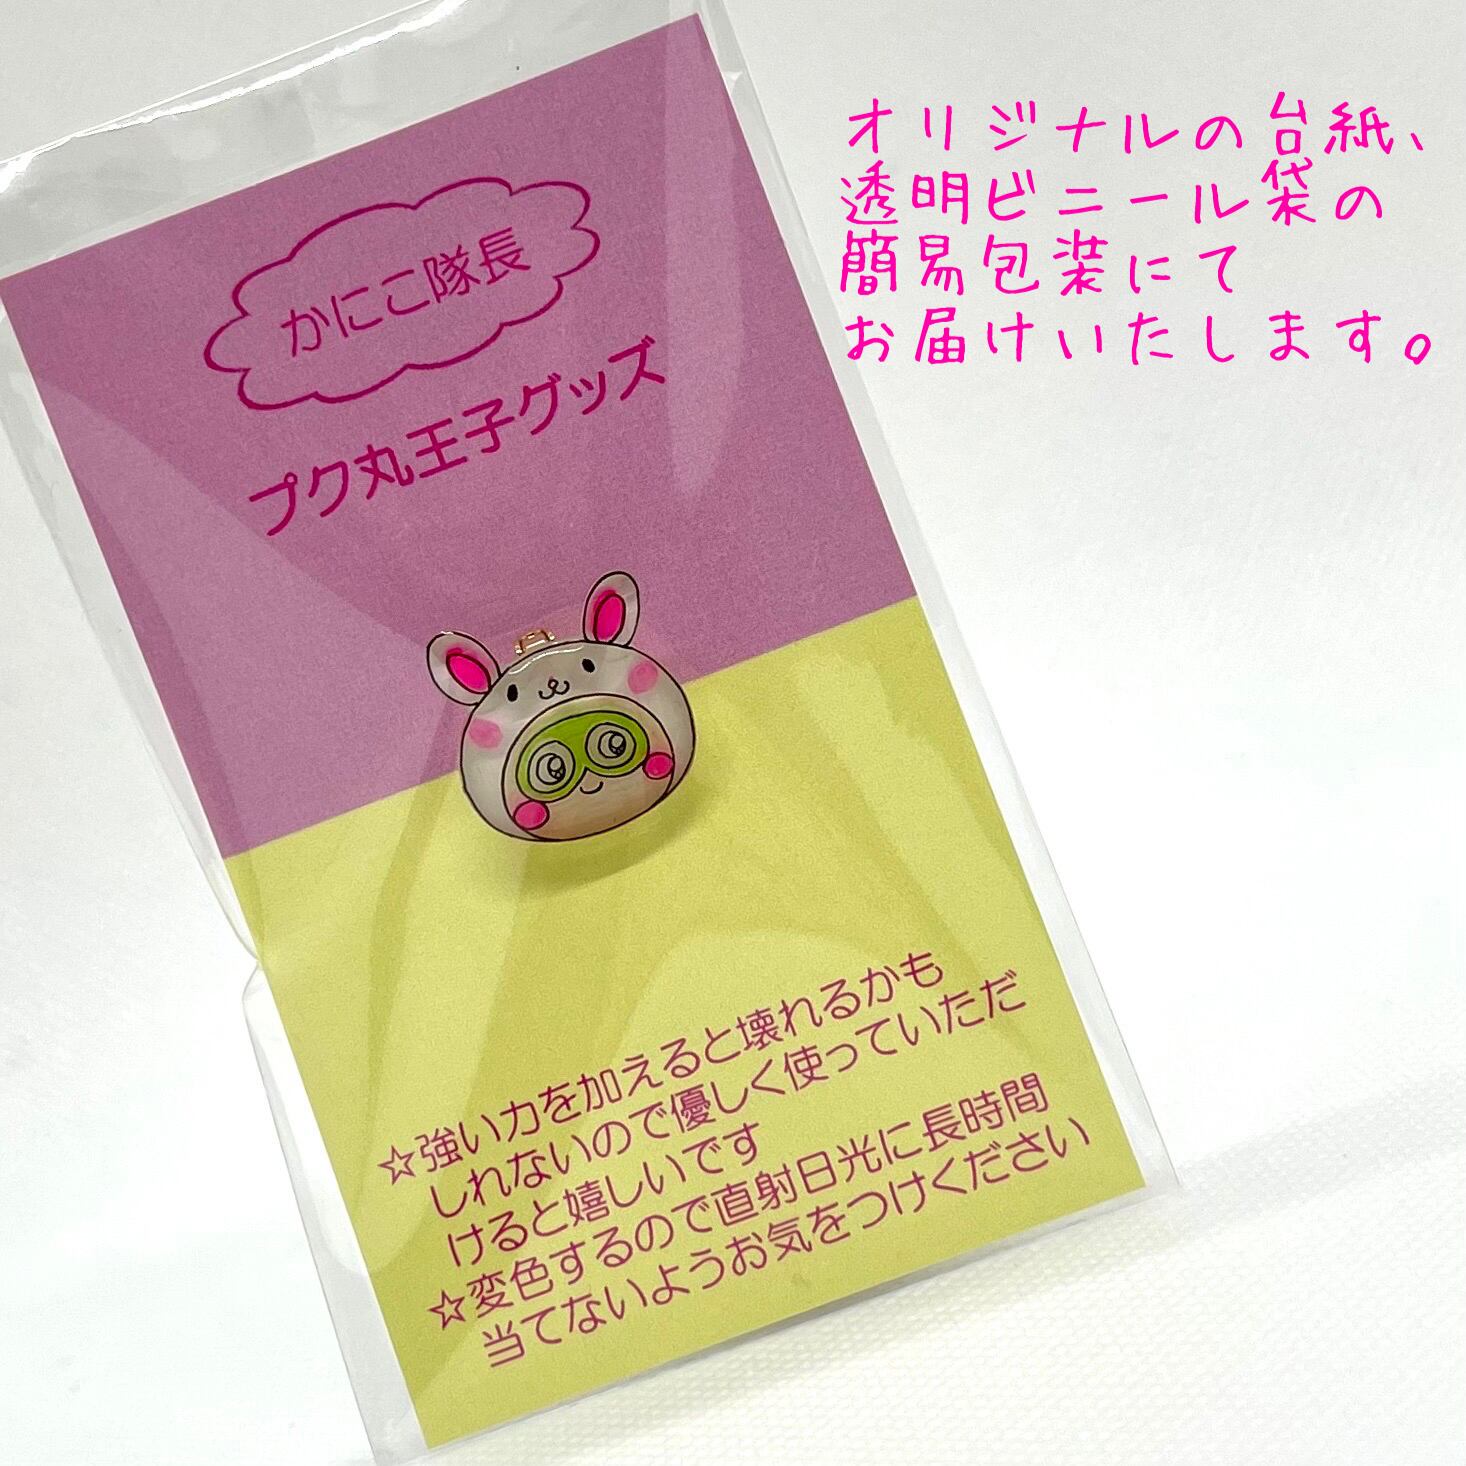 オリジナルの台紙、
透明ビニール袋の
簡易包装にて
お届けいたします。
かにこ隊長
プク丸王子グッズ
☆強い力を加えると壊れるかも
しれないので優しく使っていただ
けると嬉しいです
☆変色するので直射日光に長時間
当てないようお気をつけください